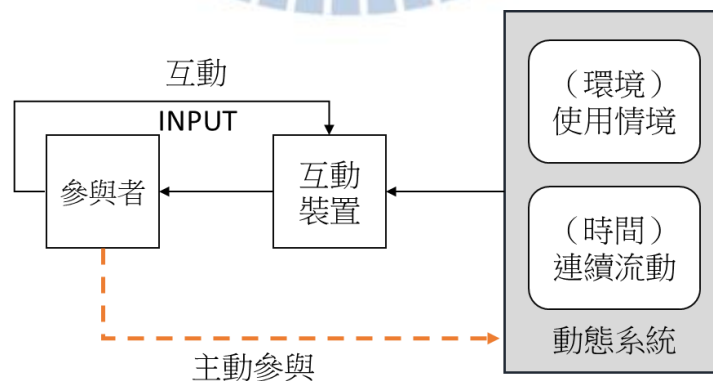 互動
INPUT
參與者
互動
裝置
（環境）
使用情境
（時間）
連續流動
動態系統
主動參與